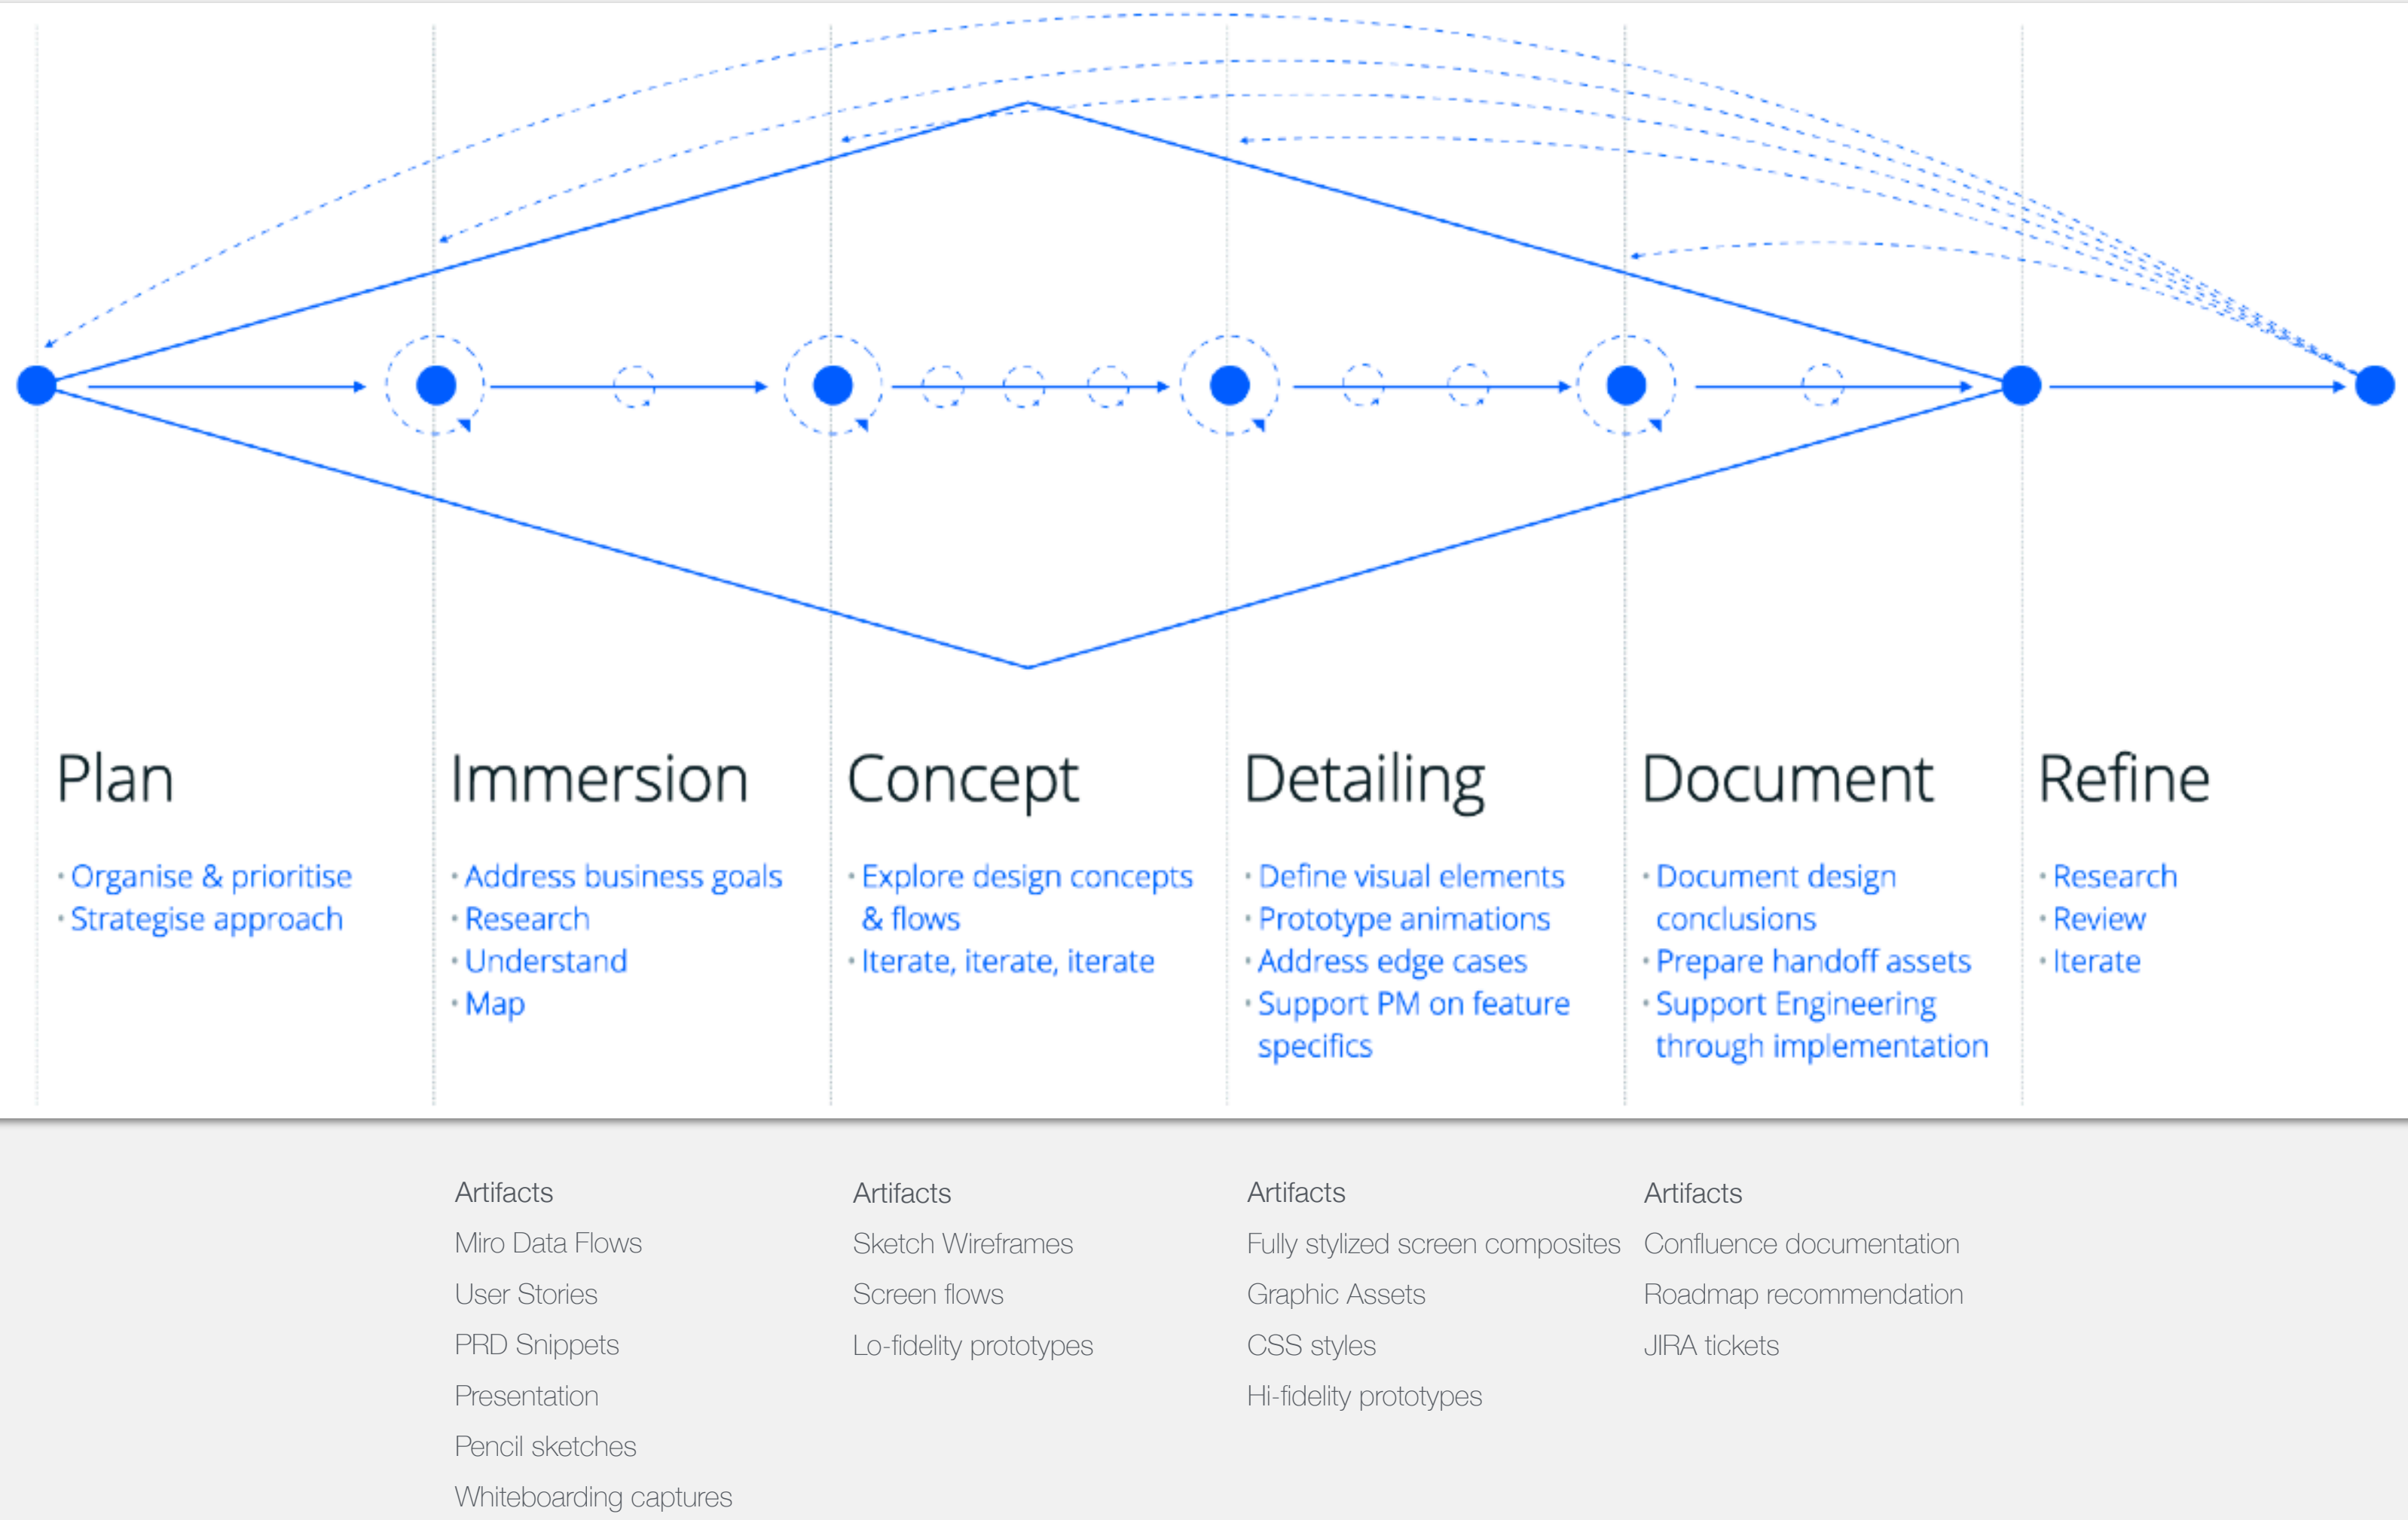 Plan
· Organise & prioritise
· Strategise approach
Immersion
· Address business goals
· Research
· Understand
· Map
Concept
· Explore design concepts
& flows
· Iterate, iterate, iterate
Detailing
· Define visual elements
· Prototype animations
· Address edge cases
· Support PM on feature
specifics
Document
· Document design
conclusions
· Prepare handoff assets
· Support Engineering
through implementation
Refine
· Research
· Review
· Iterate
Artifacts
Miro Data Flows
User Stories
PRD Snippets
Presentation
Pencil sketches
Whiteboarding captures
Artifacts
Sketch Wireframes
Screen flows
Lo-fidelity prototypes
Artifacts
Fully stylized screen composites
Graphic Assets
CSS styles
Hi-fidelity prototypes
Artifacts
Confluence documentation
Roadmap recommendation
JIRA tickets